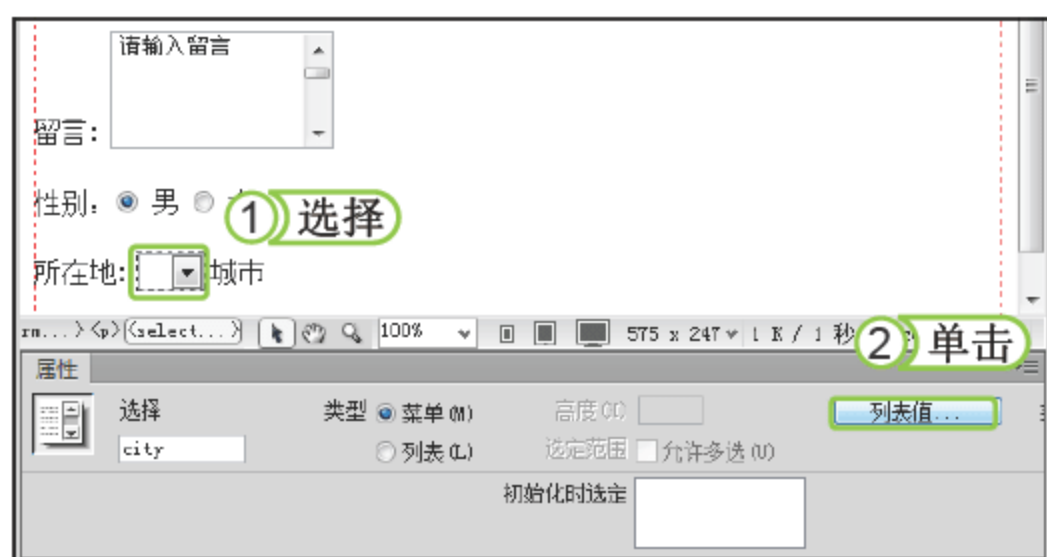 请输入留言
留言:
性别: 男
① 选择
所在地: 城市
rm...> <p> <select...> 100% 575 x 247 1 K / 1 秒
② 单击
属性
选择 类型 菜单(M) 高度(H) 列表值...
city 列表(L) 选定范围 允许多选(V)
初始化时选定